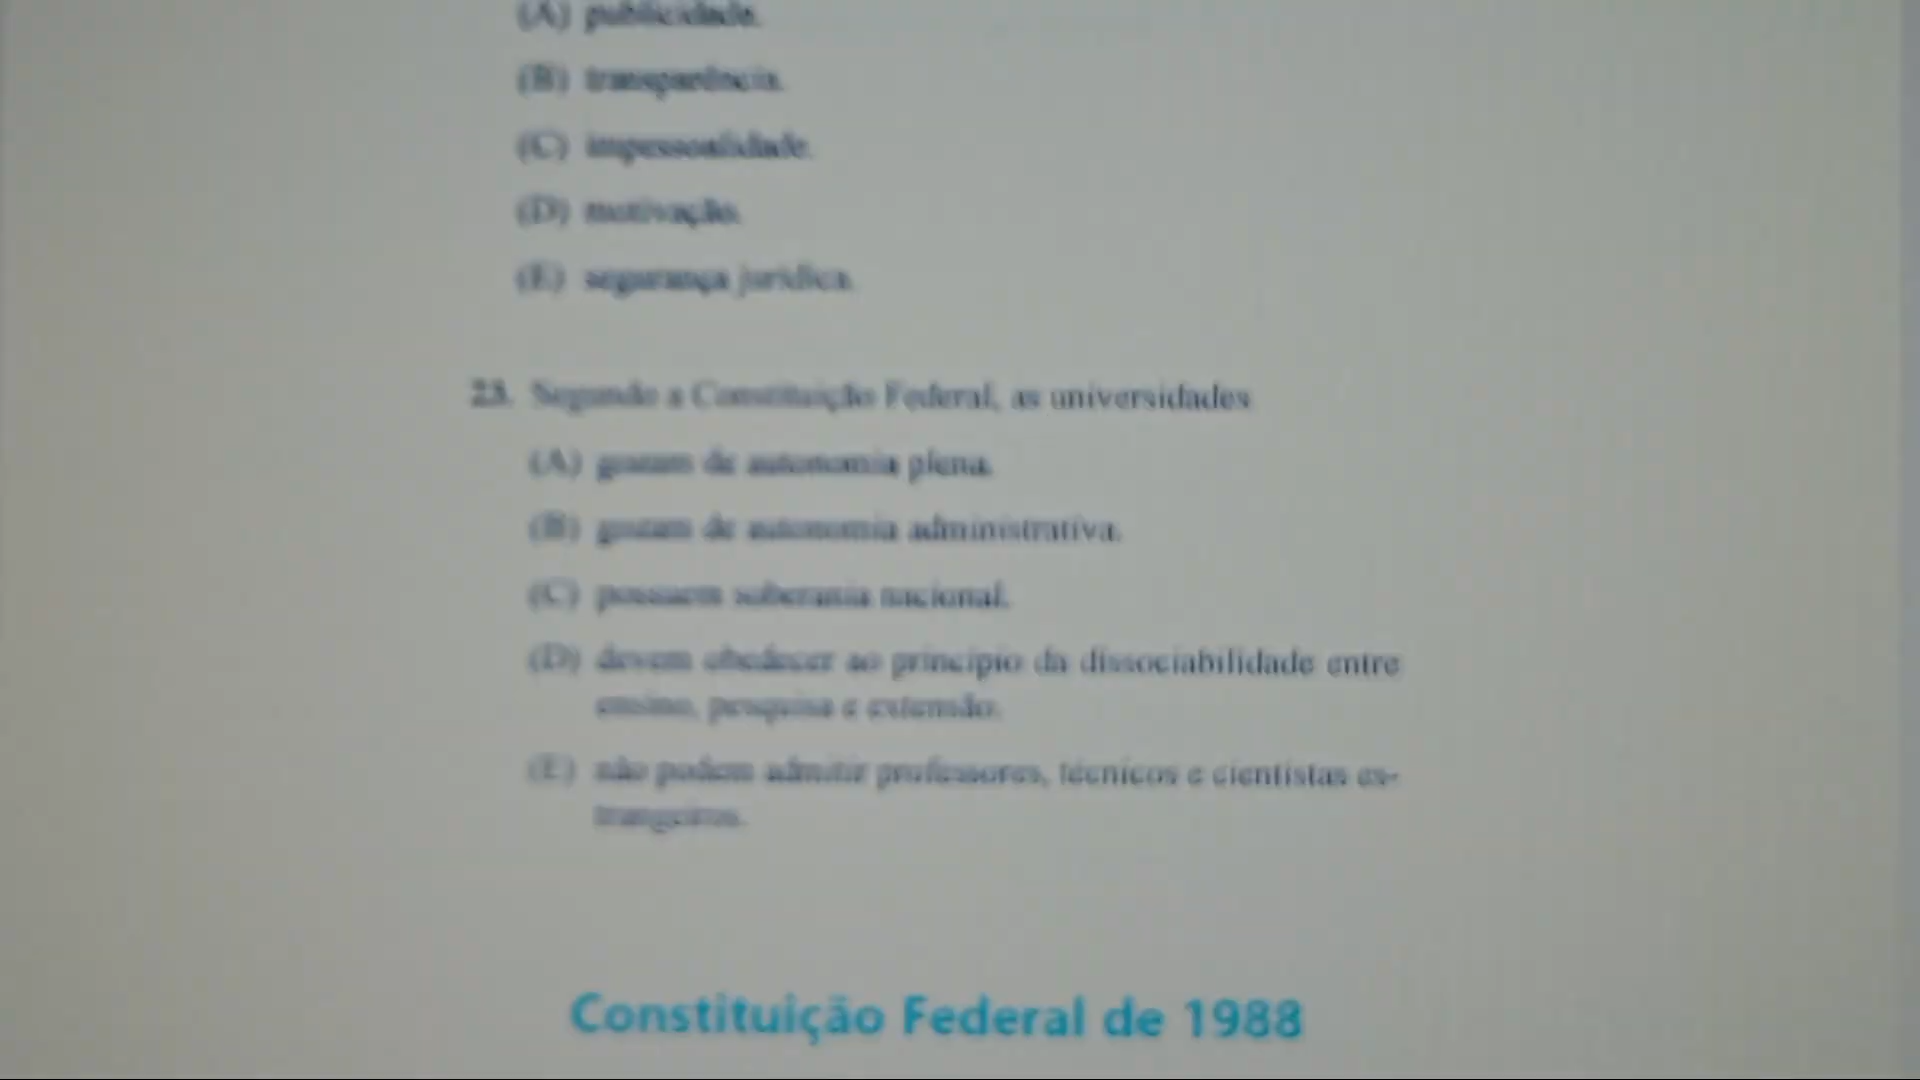 (A) publicidade.
(B) transparência.
(C) impessoalidade.
(D) motivação.
(E) segurança jurídica.
23. Segundo a Constituição Federal, as universidades
(A) gozam de autonomia plena.
(B) gozam de autonomia administrativa.
(C) possuem soberania nacional.
(D) devem obedecer ao princípio da dissociabilidade entre
ensino, pesquisa e extensão.
(E) não podem admitir professores, técnicos e cientistas es-
trangeiros.
Constituição Federal de 1988